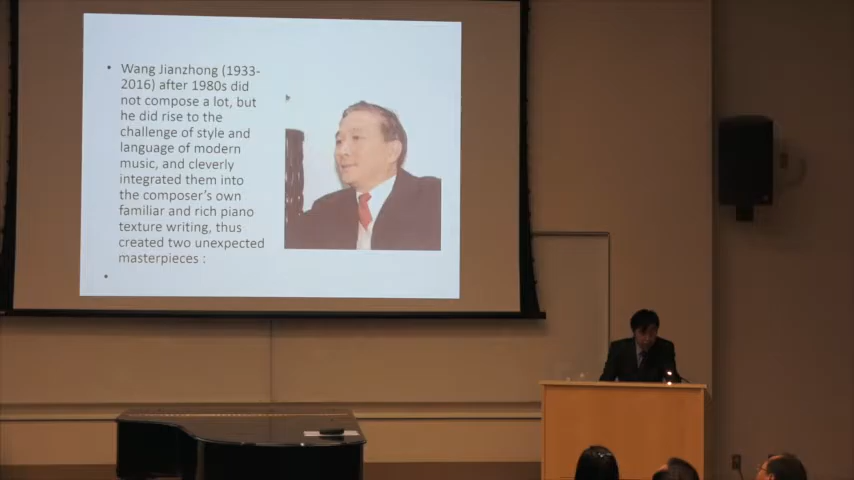 • Wang Jianzhong (1933-
2016) after 1980s did
not compose a lot, but
he did rise to the
challenge of style and
language of modern
music, and cleverly
integrated them into
the composer's own
familiar and rich piano
texture writing, thus
created two unexpected
masterpieces :
•